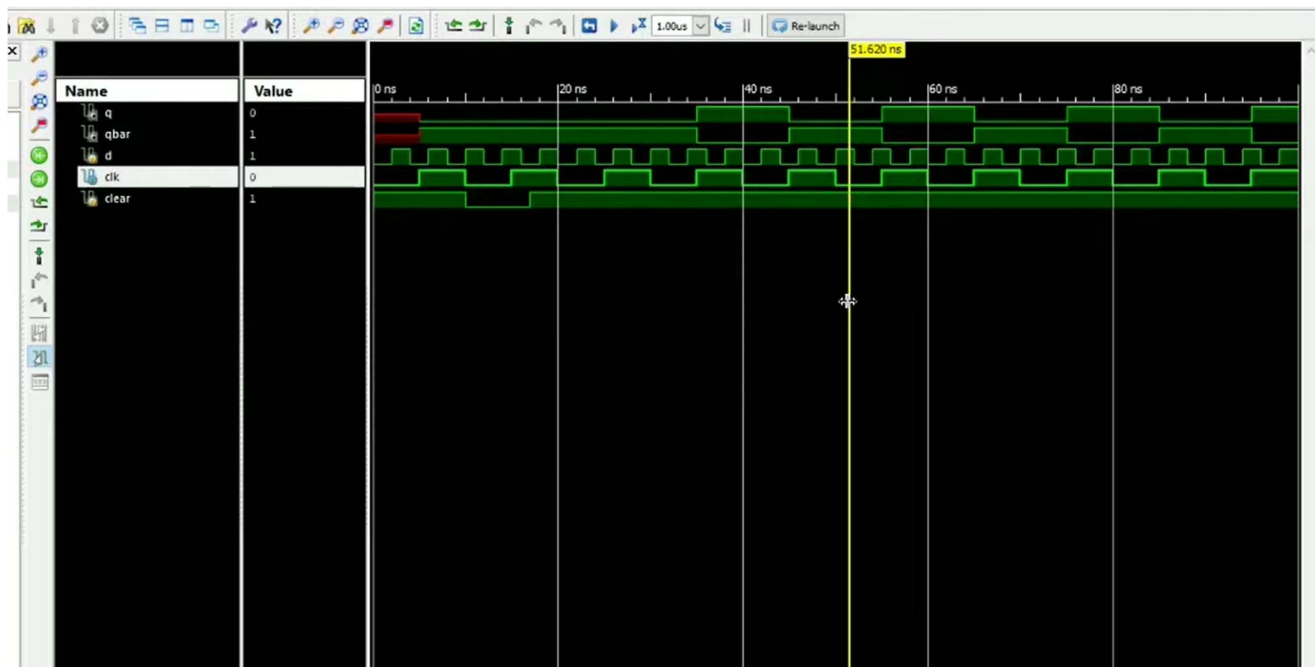 1.00us
Re-launch
51.620 ns
Name
Value
0 ns
20 ns
40 ns
60 ns
80 ns
q
0
qbar
1
d
1
clk
0
clear
1